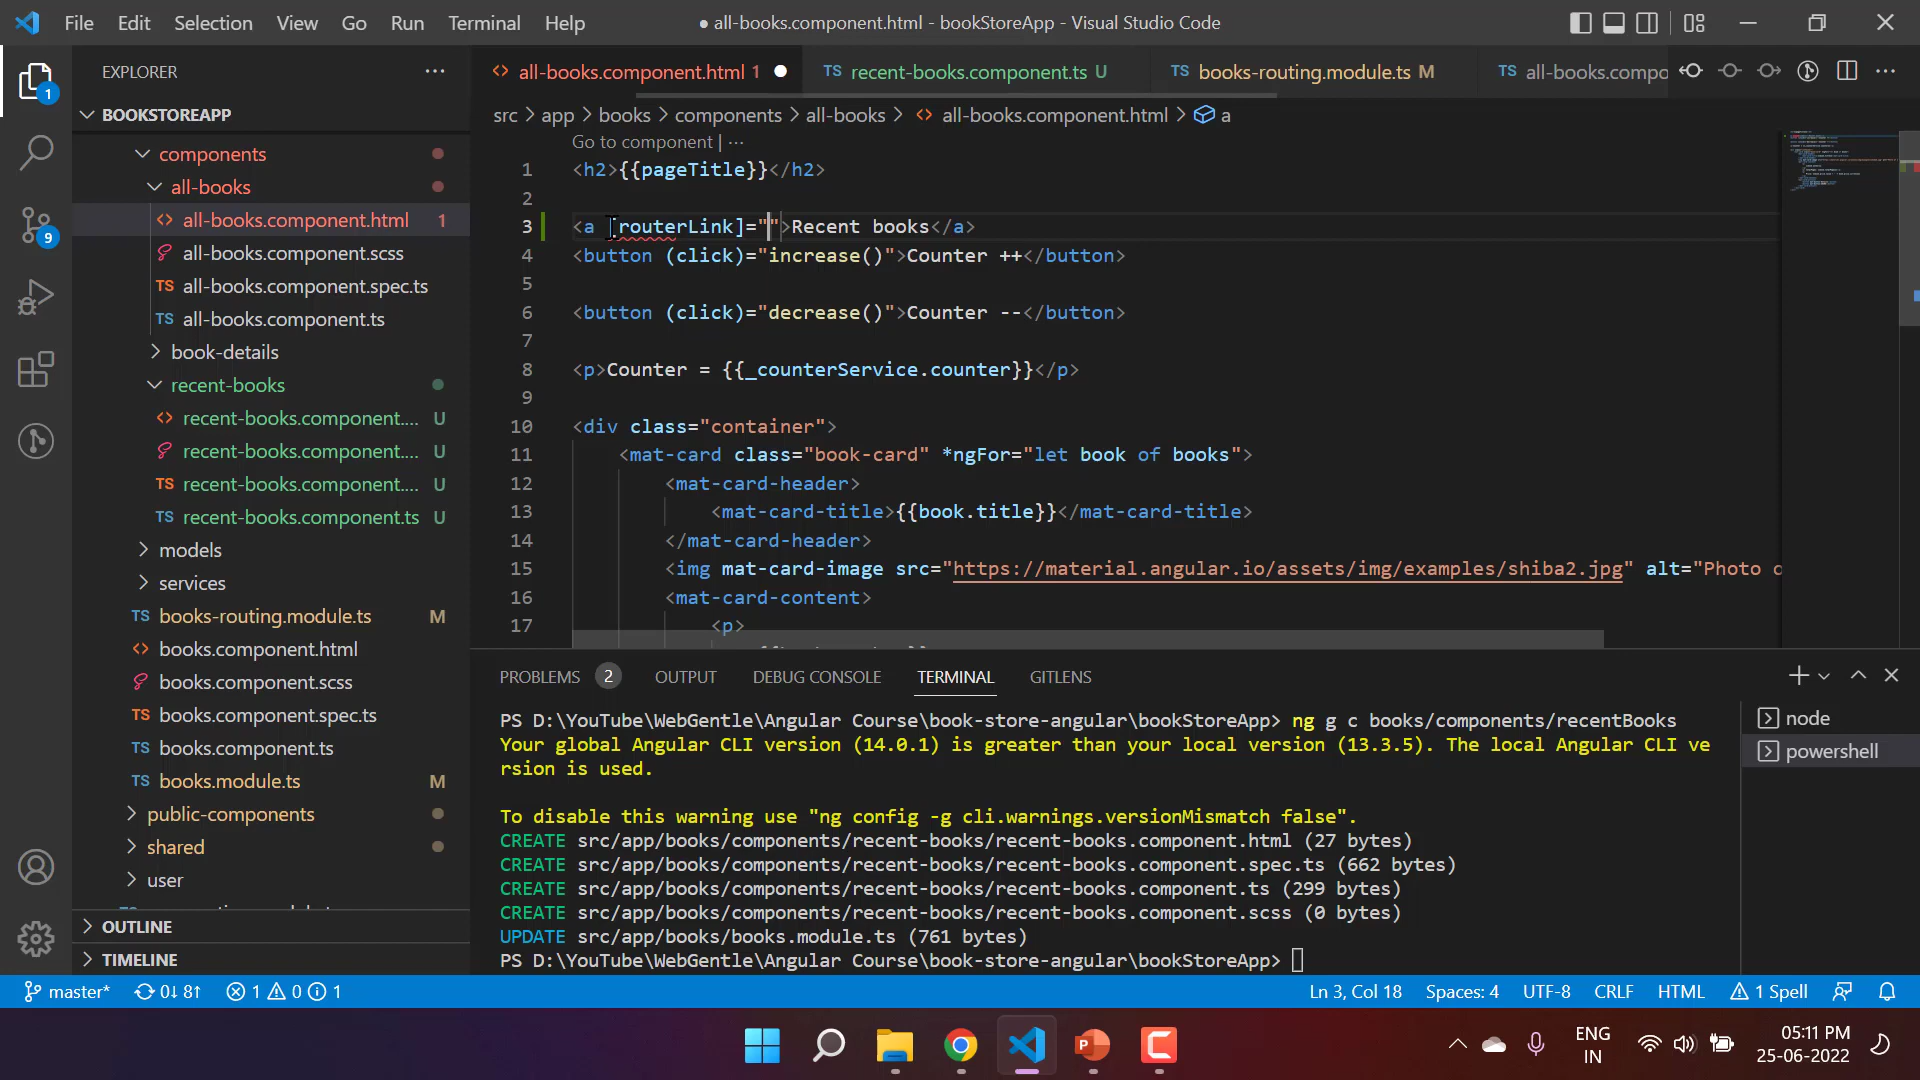 File Edit Selection View Go Run Terminal Help ● all-books.component.html - bookStoreApp - Visual Studio Code
EXPLORER ···
all-books.component.html 1 TS recent-books.component.ts U TS books-routing.module.ts M TS all-books.compo
BOOKSTOREAPP
src > app > books > components > all-books > all-books.component.html > a
components
all-books
all-books.component.html 1
all-books.component.scss
TS all-books.component.spec.ts
TS all-books.component.ts
book-details
recent-books
recent-books.component.... U
recent-books.component.... U
TS recent-books.component.... U
TS recent-books.component.ts U
models
services
TS books-routing.module.ts M
books.component.html
books.component.scss
TS books.component.spec.ts
TS books.component.ts
TS books.module.ts M
public-components
shared
user
OUTLINE
TIMELINE
1
9
Go to component | ···
1 <h2>{{pageTitle}}</h2>
2
3 <a [routerLink]="">Recent books</a>
4 <button (click)="increase()">Counter ++</button>
5
6 <button (click)="decrease()">Counter --</button>
7
8 <p>Counter = {{_counterService.counter}}</p>
9
10 <div class="container">
11 <mat-card class="book-card" *ngFor="let book of books">
12 <mat-card-header>
13 <mat-card-title>{{book.title}}</mat-card-title>
14 </mat-card-header>
15 <img mat-card-image src="https://material.angular.io/assets/img/examples/shiba2.jpg" alt="Photo
16 <mat-card-content>
17 <p>
PROBLEMS 2 OUTPUT DEBUG CONSOLE TERMINAL GITLENS
PS D:\YouTube\WebGentle\Angular Course\book-store-angular\bookStoreApp> ng g c books/components/recentBooks
Your global Angular CLI version (14.0.1) is greater than your local version (13.3.5). The local Angular CLI ve
rsion is used.
To disable this warning use "ng config -g cli.warnings.versionMismatch false".
CREATE src/app/books/components/recent-books/recent-books.component.html (27 bytes)
CREATE src/app/books/components/recent-books/recent-books.component.spec.ts (662 bytes)
CREATE src/app/books/components/recent-books/recent-books.component.ts (299 bytes)
CREATE src/app/books/components/recent-books/recent-books.component.scss (0 bytes)
UPDATE src/app/books/books.module.ts (761 bytes)
PS D:\YouTube\WebGentle\Angular Course\book-store-angular\bookStoreApp>
node
powershell
master* 0↓ 8↑ 1 0 1 Ln 3, Col 18 Spaces: 4 UTF-8 CRLF HTML 1 Spell
ENG
IN
05:11 PM
25-06-2022